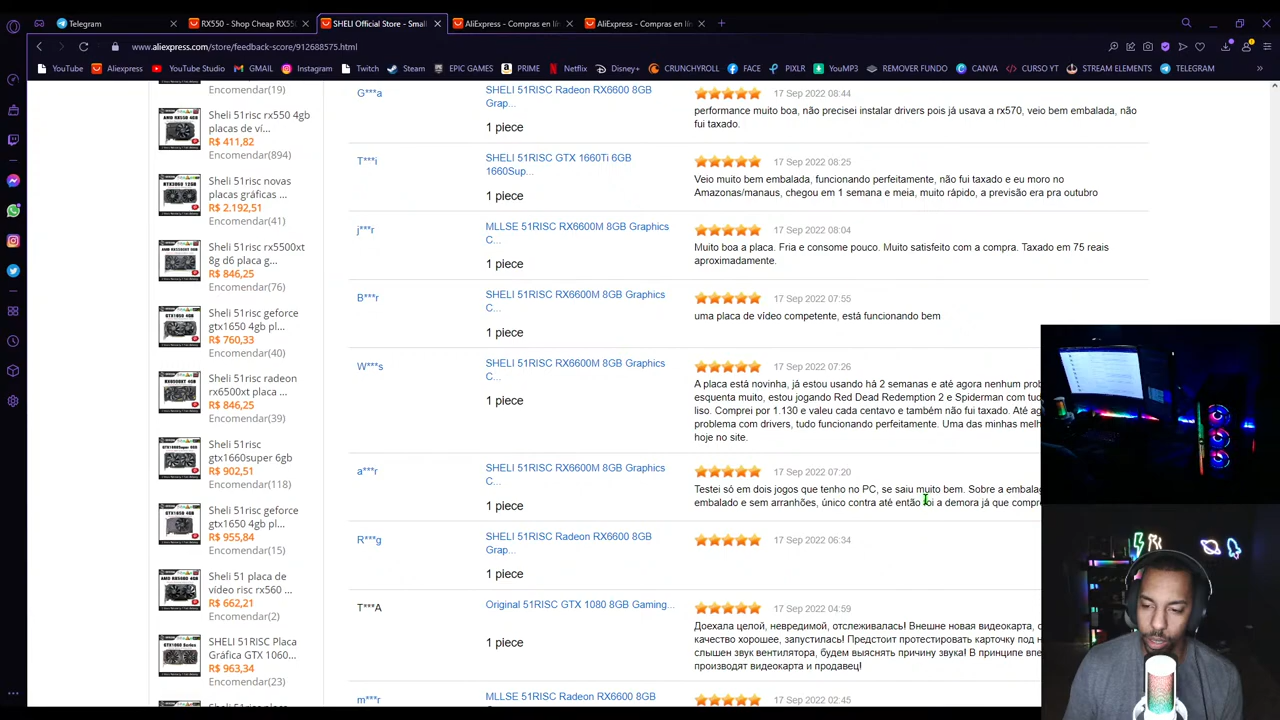 Telegram
RX550 - Shop Cheap RX55
SHELI Official Store - Small
AliExpress - Compras en lín
AliExpress - Compras en lín
www.aliexpress.com/store/feedback-score/912688575.html
YouTube
Aliexpress
YouTube Studio
GMAIL
Instagram
Twitch
Steam
EPIC GAMES
PRIME
Netflix
Disney+
CRUNCHYROLL
FACE
PIXLR
YouMP3
REMOVER FUNDO
CANVA
CURSO YT
STREAM ELEMENTS
TELEGRAM
Encomendar(19)
Sheli 51risc rx550 4gb
placas de ví...
R$ 411,82
Encomendar(894)
Sheli 51risc novas
placas gráficas ...
R$ 2.192,51
Encomendar(41)
Sheli 51risc rx5500xt
8g d6 placa g...
R$ 846,25
Encomendar(76)
Sheli 51risc geforce
gtx1650 4gb pl...
R$ 760,33
Encomendar(40)
Sheli 51risc radeon
rx6500xt placa ...
R$ 846,25
Encomendar(39)
Sheli 51risc
gtx1660super 6gb
R$ 902,51
Encomendar(118)
Sheli 51risc geforce
gtx1650 4gb pl...
R$ 955,84
Encomendar(15)
Sheli 51 placa de
vídeo risc rx560 ...
R$ 662,21
Encomendar(2)
SHELI 51RISC Placa
Gráfica GTX 1060...
R$ 963,34
Encomendar(23)
G***a
SHELI 51RISC Radeon RX6600 8GB
Grap...
1 piece
17 Sep 2022 08:44
performance muito boa, não precisei instalar drivers pois já usava a rx570, veio bem embalada, não
fui taxado.
T***i
SHELI 51RISC GTX 1660Ti 6GB
1660Sup...
1 piece
17 Sep 2022 08:25
Veio muito bem embalada, funcionando perfeitamente, não fui taxado e eu moro no
Amazonas/manaus, chegou em 1 semana e meia, muito rápido, a previsão era pra outubro
j***r
MLLSE 51RISC RX6600M 8GB Graphics
C...
1 piece
17 Sep 2022 08:04
Muito boa a placa. Fria e consome pouco. Muito satisfeito com a compra. Taxado em 75 reais
aproximadamente.
B***r
SHELI 51RISC RX6600M 8GB Graphics
C...
1 piece
17 Sep 2022 07:55
uma placa de vídeo competente, está funcionando bem
W***s
SHELI 51RISC RX6600M 8GB Graphics
C...
1 piece
17 Sep 2022 07:26
A placa está novinha, já estou usando há 2 semanas e até agora nenhum pro
esquenta muito, estou jogando Red Dead Redemption 2 e Spiderman com tud
liso. Comprei por 1.130 e valeu cada centavo e também não fui taxado. Até ag
problema com drivers, tudo funcionando perfeitamente. Uma das minhas melh
hoje no site.
a***r
SHELI 51RISC RX6600M 8GB Graphics
C...
1 piece
17 Sep 2022 07:20
Testei só em dois jogos que tenho no PC, se saiu muito bem. Sobre a embala
embalado e sem arranhões, único contra então foi a demora já que compre
R***g
SHELI 51RISC Radeon RX6600 8GB
Grap...
1 piece
17 Sep 2022 06:34
T***A
Original 51RISC GTX 1080 8GB Gaming...
1 piece
17 Sep 2022 04:59
Доехала целой, невредимой, отслеживалась! Внешне новая видеокарта,
качество хорошее, запустилась! Предстоит протестировать карточку под
слышен звук вентилятора, будем выяснять причину звука! В принципе
производят видеокарта и продавец!
m***r
MLLSE 51RISC Radeon RX6600 8GB
17 Sep 2022 02:45